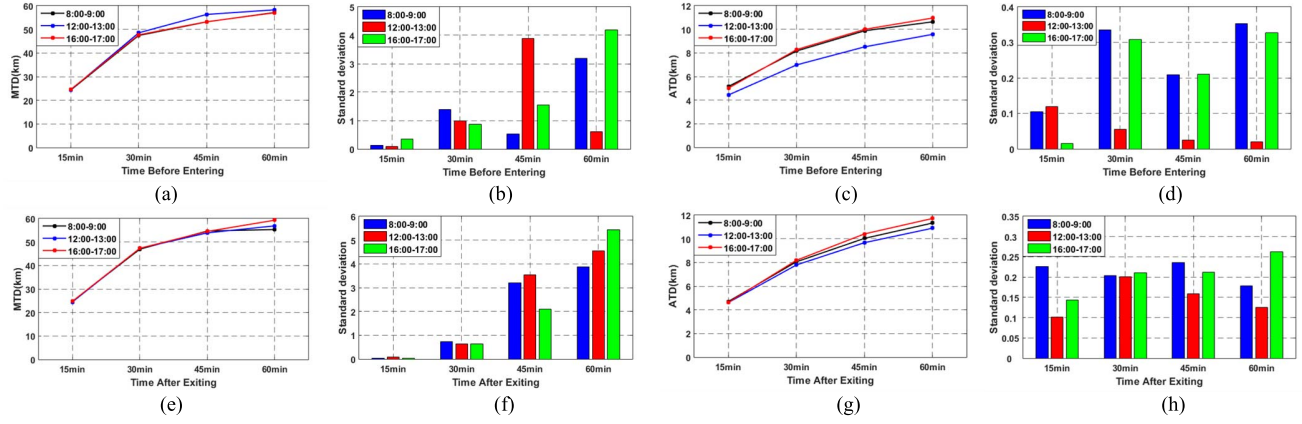 60
50
40
30
20
10
0
MTD(km)
8:00-9:00
12:00-13:00
16:00-17:00
15min 30min 45min 60min
Time Before Entering
(a)
5
4
3
2
1
0
Standard deviation
8:00-9:00
12:00-13:00
16:00-17:00
15min 30min 45min 60min
Time Before Entering
(b)
12
10
8
6
4
2
0
ATD(km)
8:00-9:00
12:00-13:00
16:00-17:00
15min 30min 45min 60min
Time Before Entering
(c)
0.4
0.3
0.2
0.1
0
Standard deviation
8:00-9:00
12:00-13:00
16:00-17:00
15min 30min 45min 60min
Time Before Entering
(d)
60
50
40
30
20
10
0
MTD(km)
8:00-9:00
12:00-13:00
16:00-17:00
15min 30min 45min 60min
Time After Exiting
(e)
6
5
4
3
2
1
0
Standard deviation
8:00-9:00
12:00-13:00
16:00-17:00
15min 30min 45min 60min
Time After Exiting
(f)
12
10
8
6
4
2
0
ATD(km)
8:00-9:00
12:00-13:00
16:00-17:00
15min 30min 45min 60min
Time After Exiting
(g)
0.35
0.3
0.25
0.2
0.15
0.1
0.05
0
Standard deviation
8:00-9:00
12:00-13:00
16:00-17:00
15min 30min 45min 60min
Time After Exiting
(h)